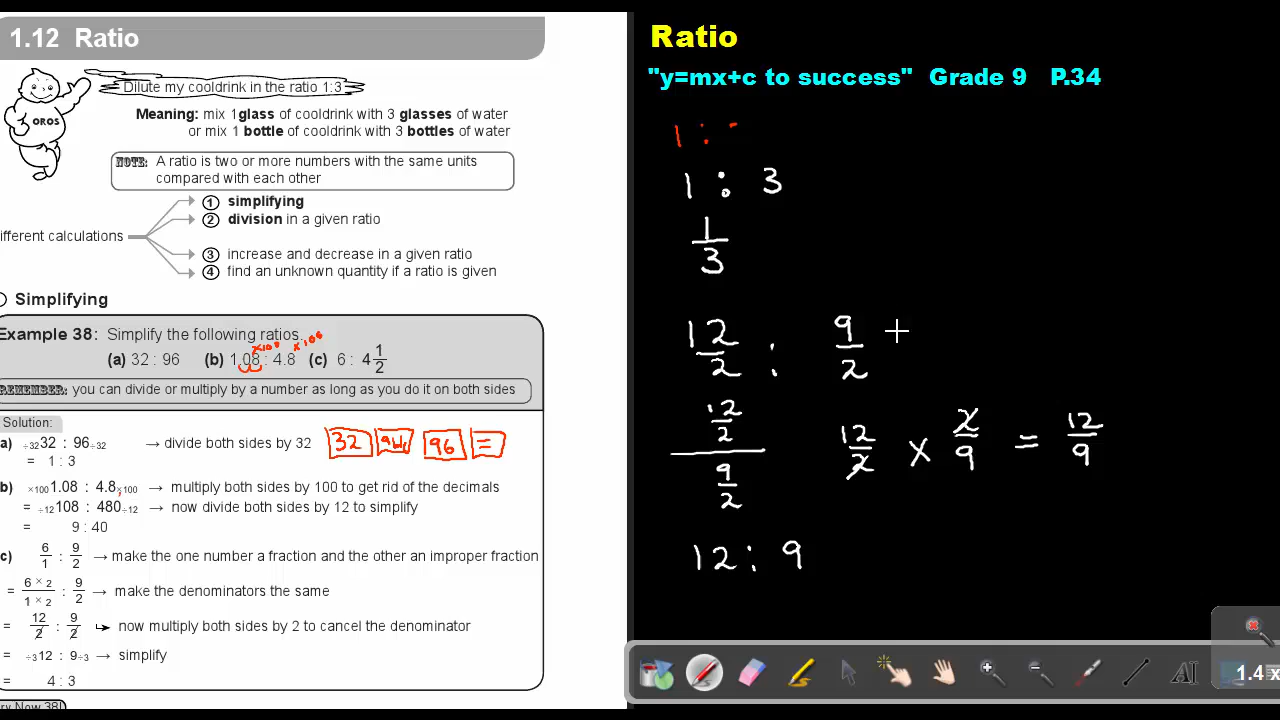 1.12 Ratio
Dilute my cooldrink in the ratio 1:3
OROS
Meaning: mix 1 glass of cooldrink with 3 glasses of water
or mix 1 bottle of cooldrink with 3 bottles of water
NOTE: A ratio is two or more numbers with the same units
compared with each other
ifferent calculations
① simplifying
② division in a given ratio
③ increase and decrease in a given ratio
④ find an unknown quantity if a ratio is given
) Simplifying
Example 38: Simplify the following ratios.
×100 ×100
(a) 32 : 96 (b) 1.08 : 4.8 (c) 6 : 4 1/2
REMEMBER: you can divide or multiply by a number as long as you do it on both sides
Solution:
a) ÷32 32 : 96 ÷32 → divide both sides by 32
32 ab/c 96 =
= 1 : 3
b) ×100 1.08 : 4.8 ×100 → multiply both sides by 100 to get rid of the decimals
= ÷12 108 : 480 ÷12 → now divide both sides by 12 to simplify
= 9 : 40
c) 6/1 : 9/2 → make the one number a fraction and the other an improper fraction
= 6 × 2/1 × 2 : 9/2 → make the denominators the same
= 12/2 : 9/2 → now multiply both sides by 2 to cancel the denominator
= ÷3 12 : 9 ÷3 → simplify
= 4 : 3
ry Now 38
Ratio
"y=mx+c to success" Grade 9 P.34
1 :
1 : 3
1/3
12/2 : 9/2
12/2 / 9/2
12/2 × 2/9 = 12/9
12 : 9
AI
1.4 x